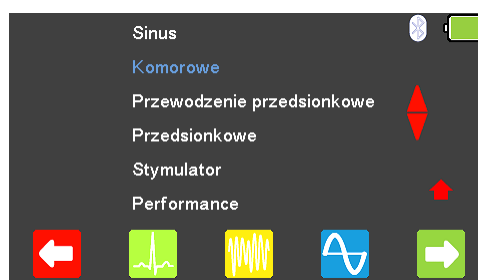 Sinus
Komorowe
Przewodzenie przedsionkowe
Przedsionkowe
Stymulator
Performance